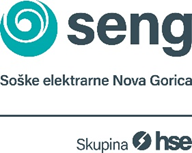 seng
Soške elektrarne Nova Gorica
Skupina hse